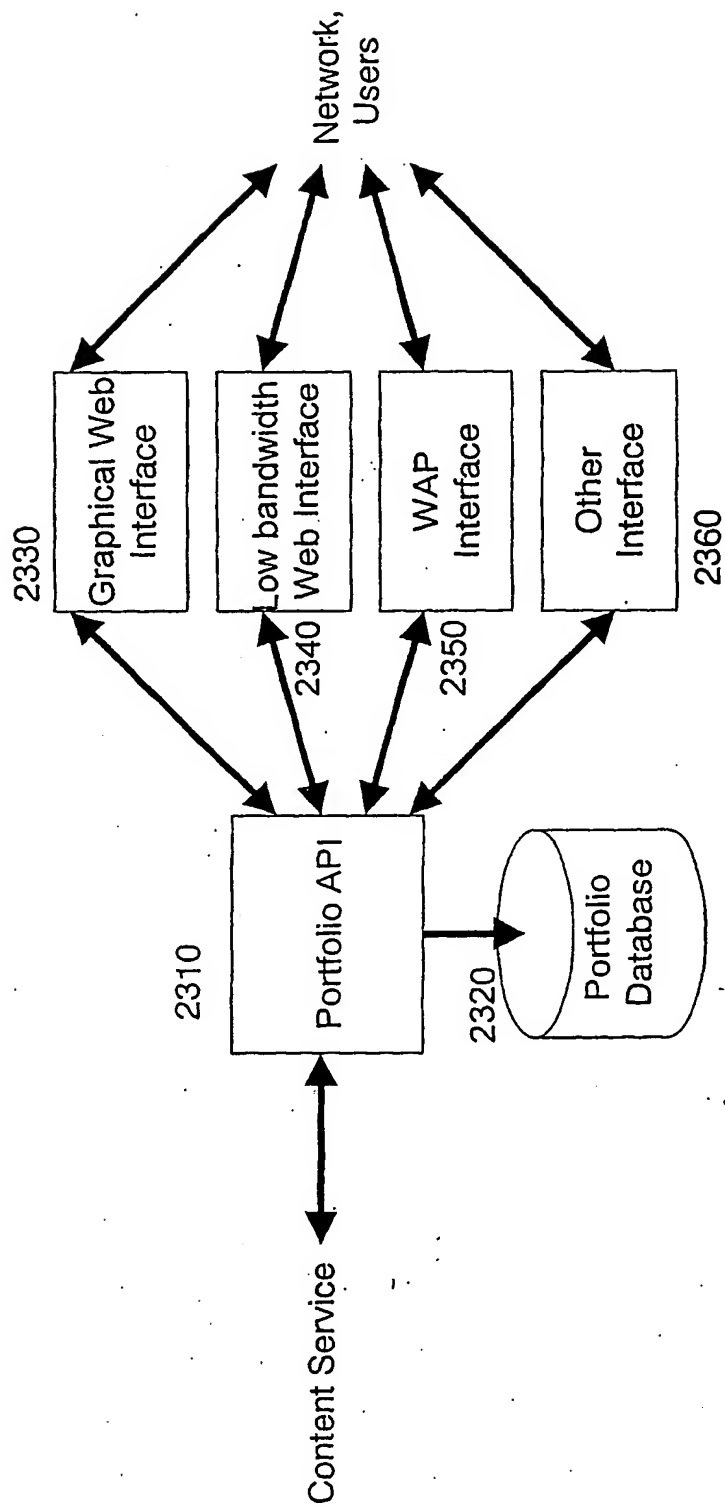 Content Service
2310
Portfolio API
2320
Portfolio
Database
2330
Graphical Web
Interface
Low bandwidth
Web Interface
2340
WAP
Interface
2350
Other
Interface
2360
Network,
Users